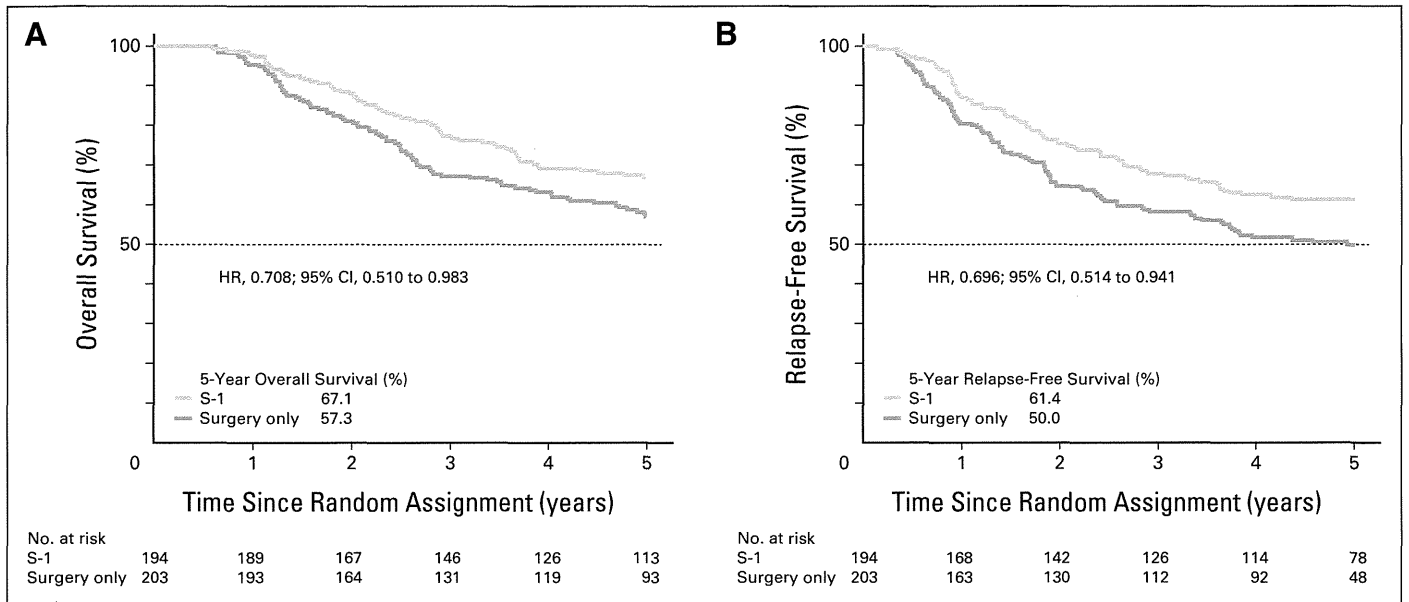 A
100
50
Overall Survival (%)
HR, 0.708; 95% CI, 0.510 to 0.983
5-Year Overall Survival (%)
S-1 67.1
Surgery only 57.3
0 1 2 3 4 5
Time Since Random Assignment (years)
No. at risk
S-1 194 189 167 146 126 113
Surgery only 203 193 164 131 119 93
B
100
50
Relapse-Free Survival (%)
HR, 0.696; 95% CI, 0.514 to 0.941
5-Year Relapse-Free Survival (%)
S-1 61.4
Surgery only 50.0
0 1 2 3 4 5
Time Since Random Assignment (years)
No. at risk
S-1 194 168 142 126 114 78
Surgery only 203 163 130 112 92 48